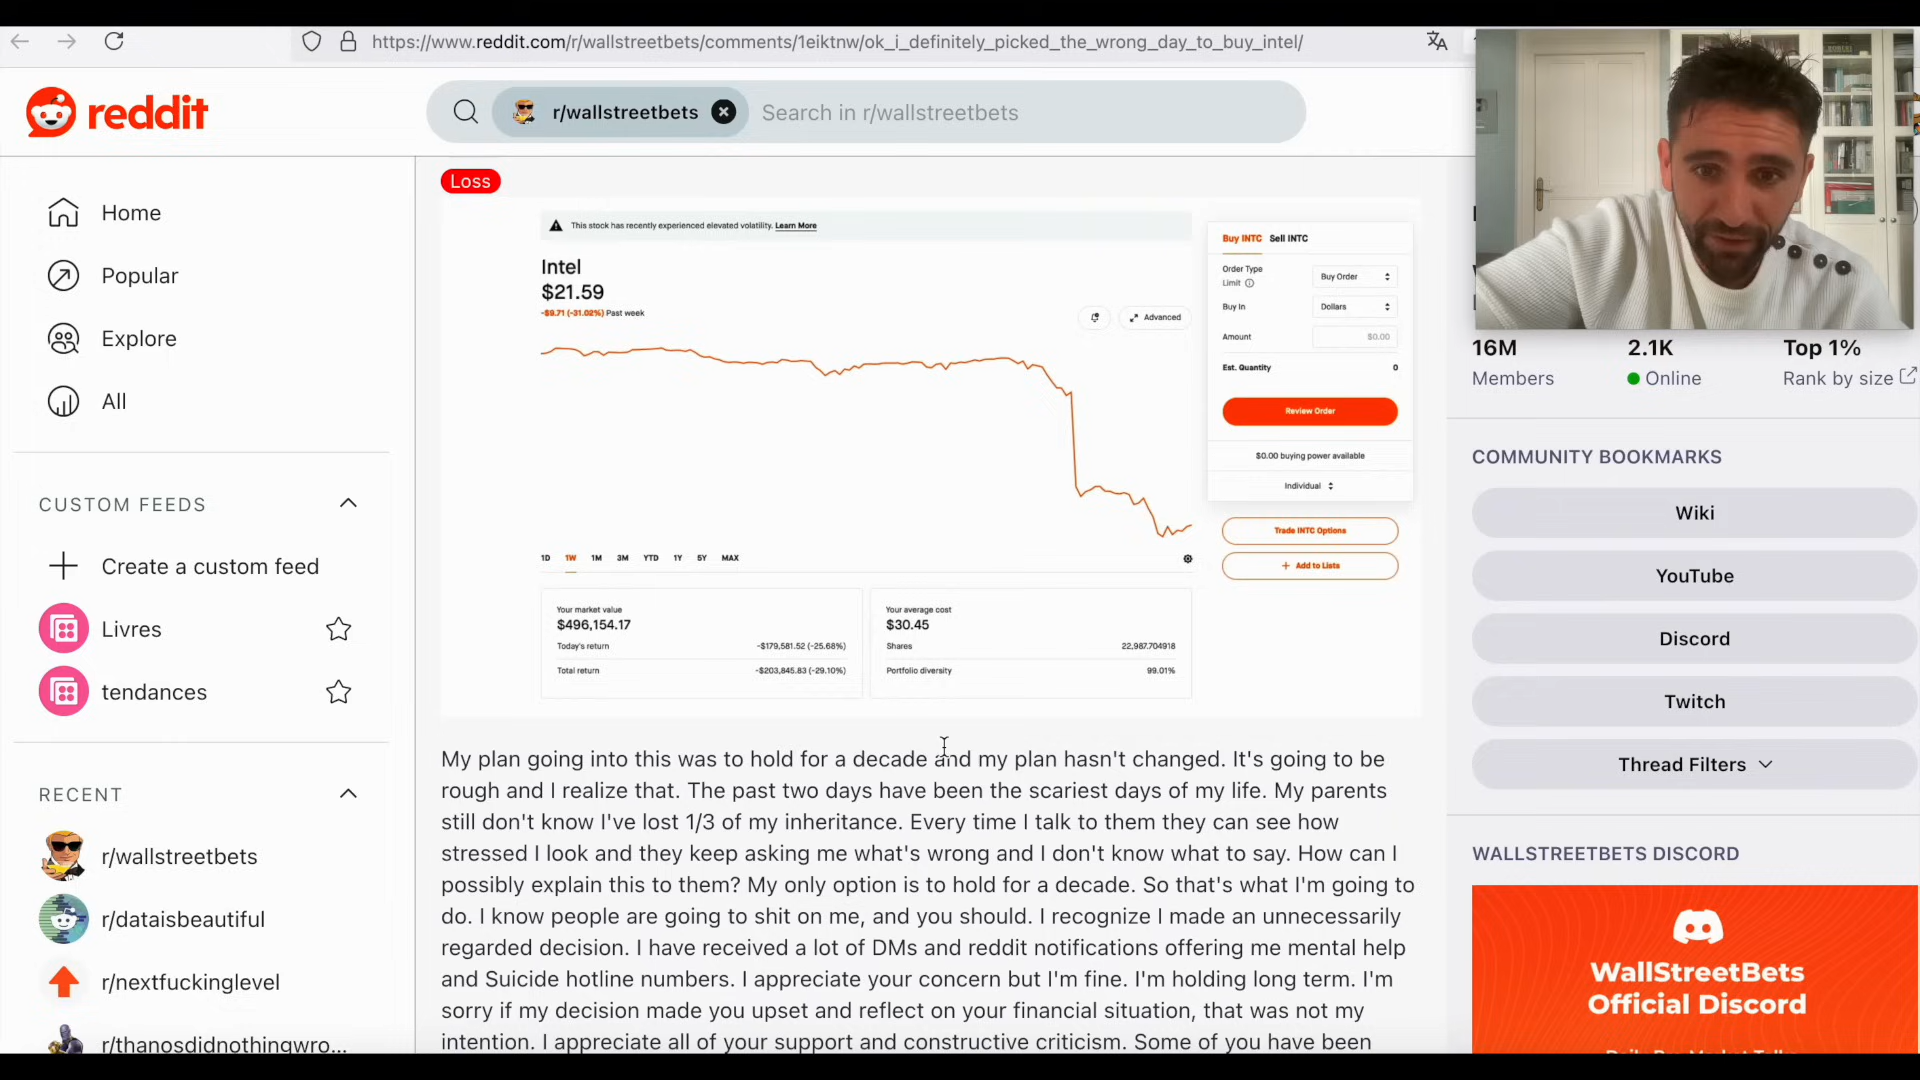 https://www.reddit.com/r/wallstreetbets/comments/1eiktnw/ok_i_definitely_picked_the_wrong_day_to_buy_intel/
reddit
r/wallstreetbets
Search in r/wallstreetbets
Home
Popular
Explore
All
CUSTOM FEEDS
Create a custom feed
Livres
tendances
RECENT
r/wallstreetbets
r/dataisbeautiful
r/nextfuckinglevel
r/thanosdidnothingwro...
Loss
This stock has recently experienced elevated volatility. Learn More
Intel
$21.59
-$9.71 (-31.02%) Past week
Advanced
1D 1W 1M 3M YTD 1Y 5Y MAX
Your market value
$496,154.17
Today's return -$179,581.52 (-25.68%)
Total return -$203,845.83 (-29.10%)
Your average cost
$30.45
Shares 22,987.704918
Portfolio diversity 99.01%
Buy INTC Sell INTC
Order Type
Limit
Buy Order
Buy In Dollars
Amount $0.00
Est. Quantity 0
Review Order
$0.00 buying power available
Individual
Trade INTC Options
+ Add to Lists
My plan going into this was to hold for a decade and my plan hasn't changed. It's going to be
rough and I realize that. The past two days have been the scariest days of my life. My parents
still don't know I've lost 1/3 of my inheritance. Every time I talk to them they can see how
stressed I look and they keep asking me what's wrong and I don't know what to say. How can I
possibly explain this to them? My only option is to hold for a decade. So that's what I'm going to
do. I know people are going to shit on me, and you should. I recognize I made an unnecessarily
regarded decision. I have received a lot of DMs and reddit notifications offering me mental help
and Suicide hotline numbers. I appreciate your concern but I'm fine. I'm holding long term. I'm
sorry if my decision made you upset and reflect on your financial situation, that was not my
intention. I appreciate all of your support and constructive criticism. Some of you have been
16M
Members
2.1K
Online
Top 1%
Rank by size
COMMUNITY BOOKMARKS
Wiki
YouTube
Discord
Twitch
Thread Filters
WALLSTREETBETS DISCORD
WallStreetBets
Official Discord